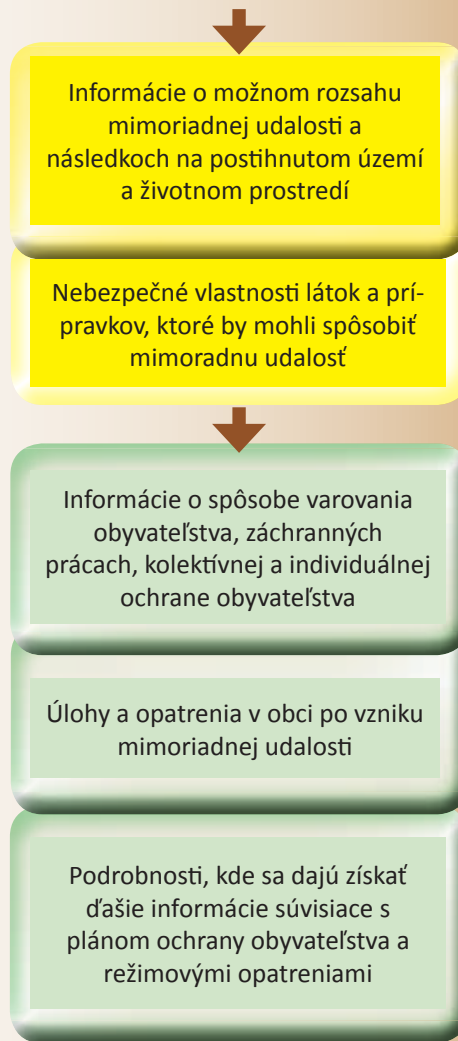 Informácie o možnom rozsahu
mimoriadnej udalosti a
následkoch na postihnutom území
a životnom prostredí
Nebezpečné vlastnosti látok a prí-
pravkov, ktoré by mohli spôsobiť
mimoradnu udalosť
Informácie o spôsobe varovania
obyvateľstva, záchranných
prácach, kolektívnej a individuálnej
ochrane obyvateľstva
Úlohy a opatrenia v obci po vzniku
mimoriadnej udalosti
Podrobnosti, kde sa dajú získať
ďašie informácie súvisiace s
plánom ochrany obyvateľstva a
režimovými opatreniami